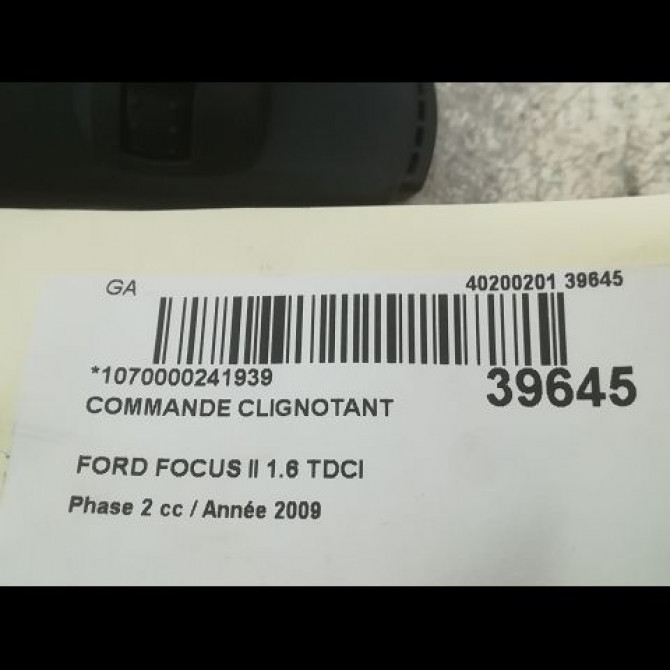 GA
40200201 39645
*1070000241939
39645
COMMANDE CLIGNOTANT
FORD FOCUS II 1.6 TDCI
Phase 2 cc / Année 2009